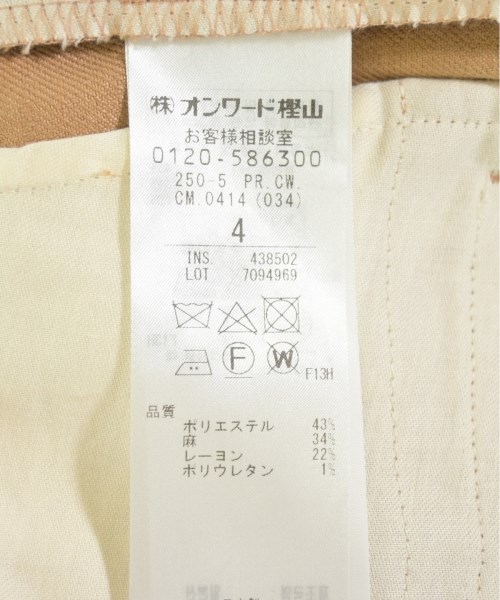 ㈱オンワード樫山
お客様相談室
0120-586300
250-5 PR.CW.
CM.0414(034)
4
INS. 438502
LOT 7094969
F W F13H
品質
ポリエステル 43%
麻 34%
レーヨン 22%
ポリウレタン 1%